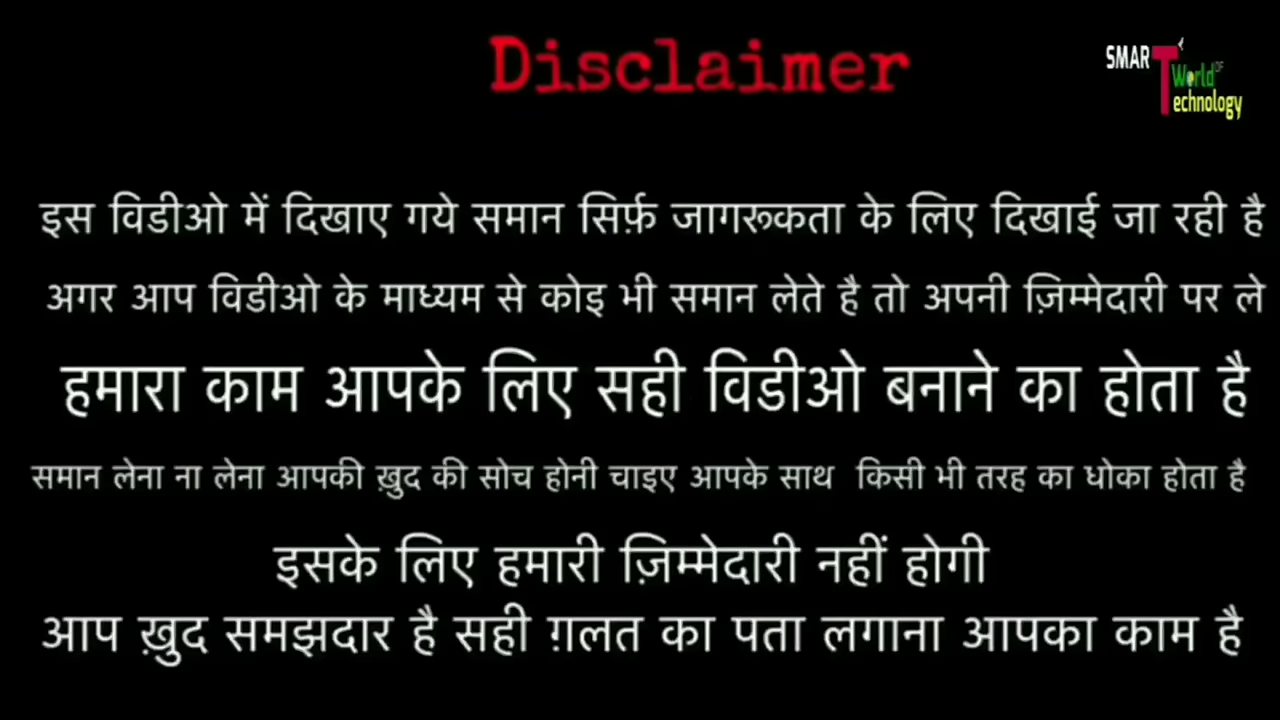 Disclaimer
SMART
World OF
Technology
इस विडीओ में दिखाए गये समान सिर्फ़ जागरूकता के लिए दिखाई जा रही है
अगर आप विडीओ के माध्यम से कोइ भी समान लेते है तो अपनी ज़िम्मेदारी पर ले
हमारा काम आपके लिए सही विडीओ बनाने का होता है
समान लेना ना लेना आपकी ख़ुद की सोच होनी चाइए आपके साथ किसी भी तरह का धोका होता है
इसके लिए हमारी ज़िम्मेदारी नहीं होगी
आप ख़ुद समझदार है सही ग़लत का पता लगाना आपका काम है